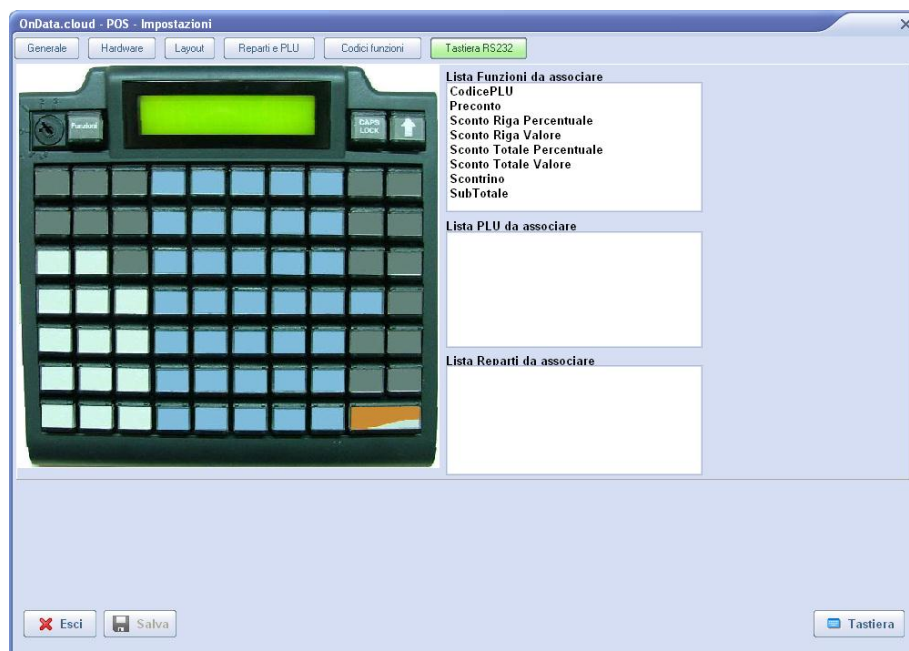 OnData.cloud - POS - Impostazioni
Generale
Hardware
Layout
Reparti e PLU
Codici funzioni
Tastiera RS232
Funzioni
CAPS
LOCK
Lista Funzioni da associare
CodicePLU
Preconto
Sconto Riga Percentuale
Sconto Riga Valore
Sconto Totale Percentuale
Sconto Totale Valore
Scontrino
SubTotale
Lista PLU da associare
Lista Reparti da associare
Esci
Salva
Tastiera